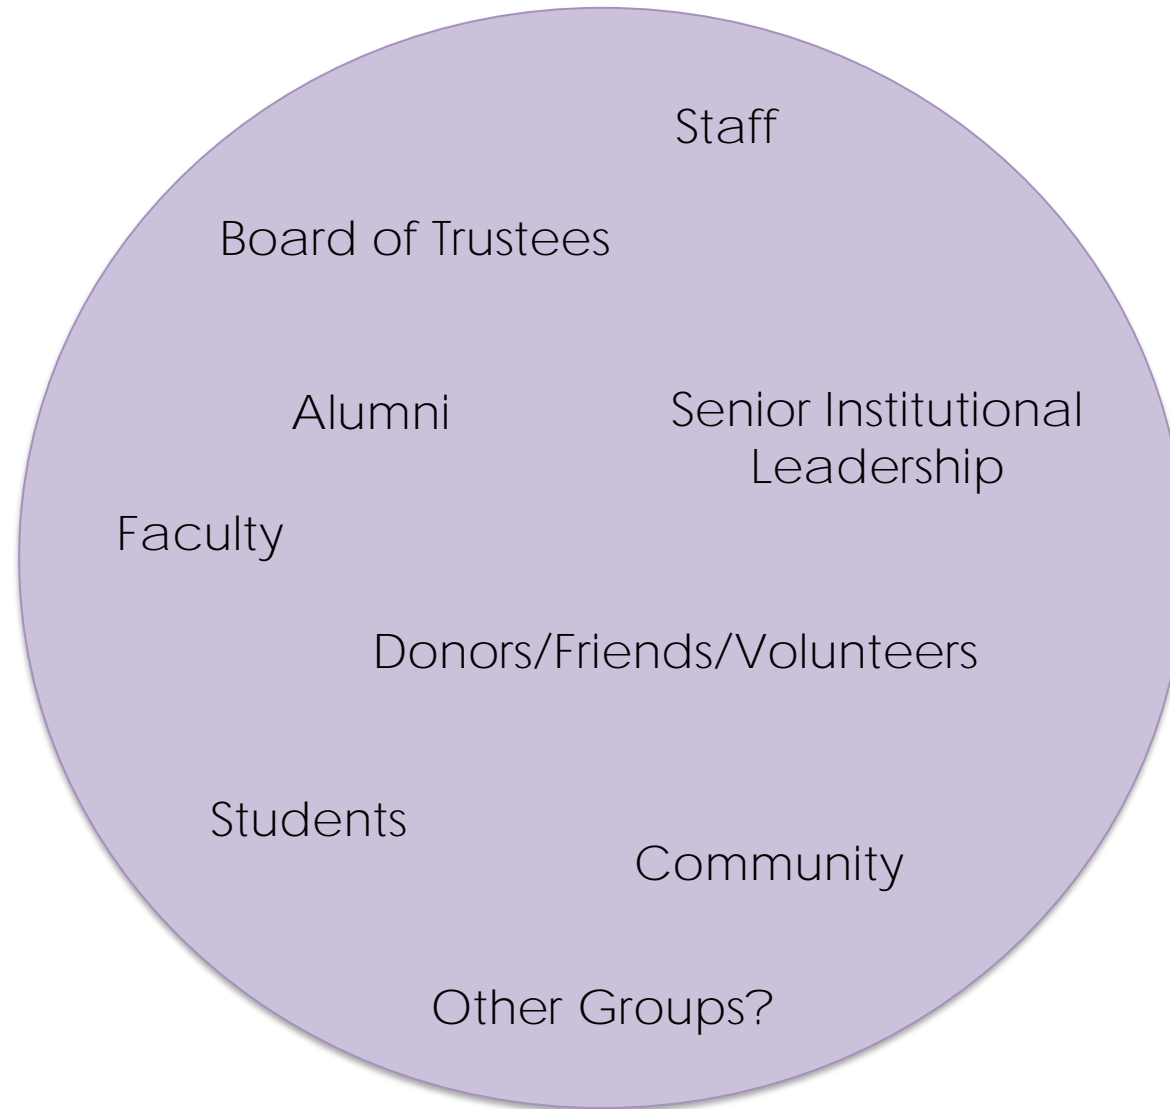 Staff
Board of Trustees
Alumni
Senior Institutional
Leadership
Faculty
Donors/Friends/Volunteers
Students
Community
Other Groups?